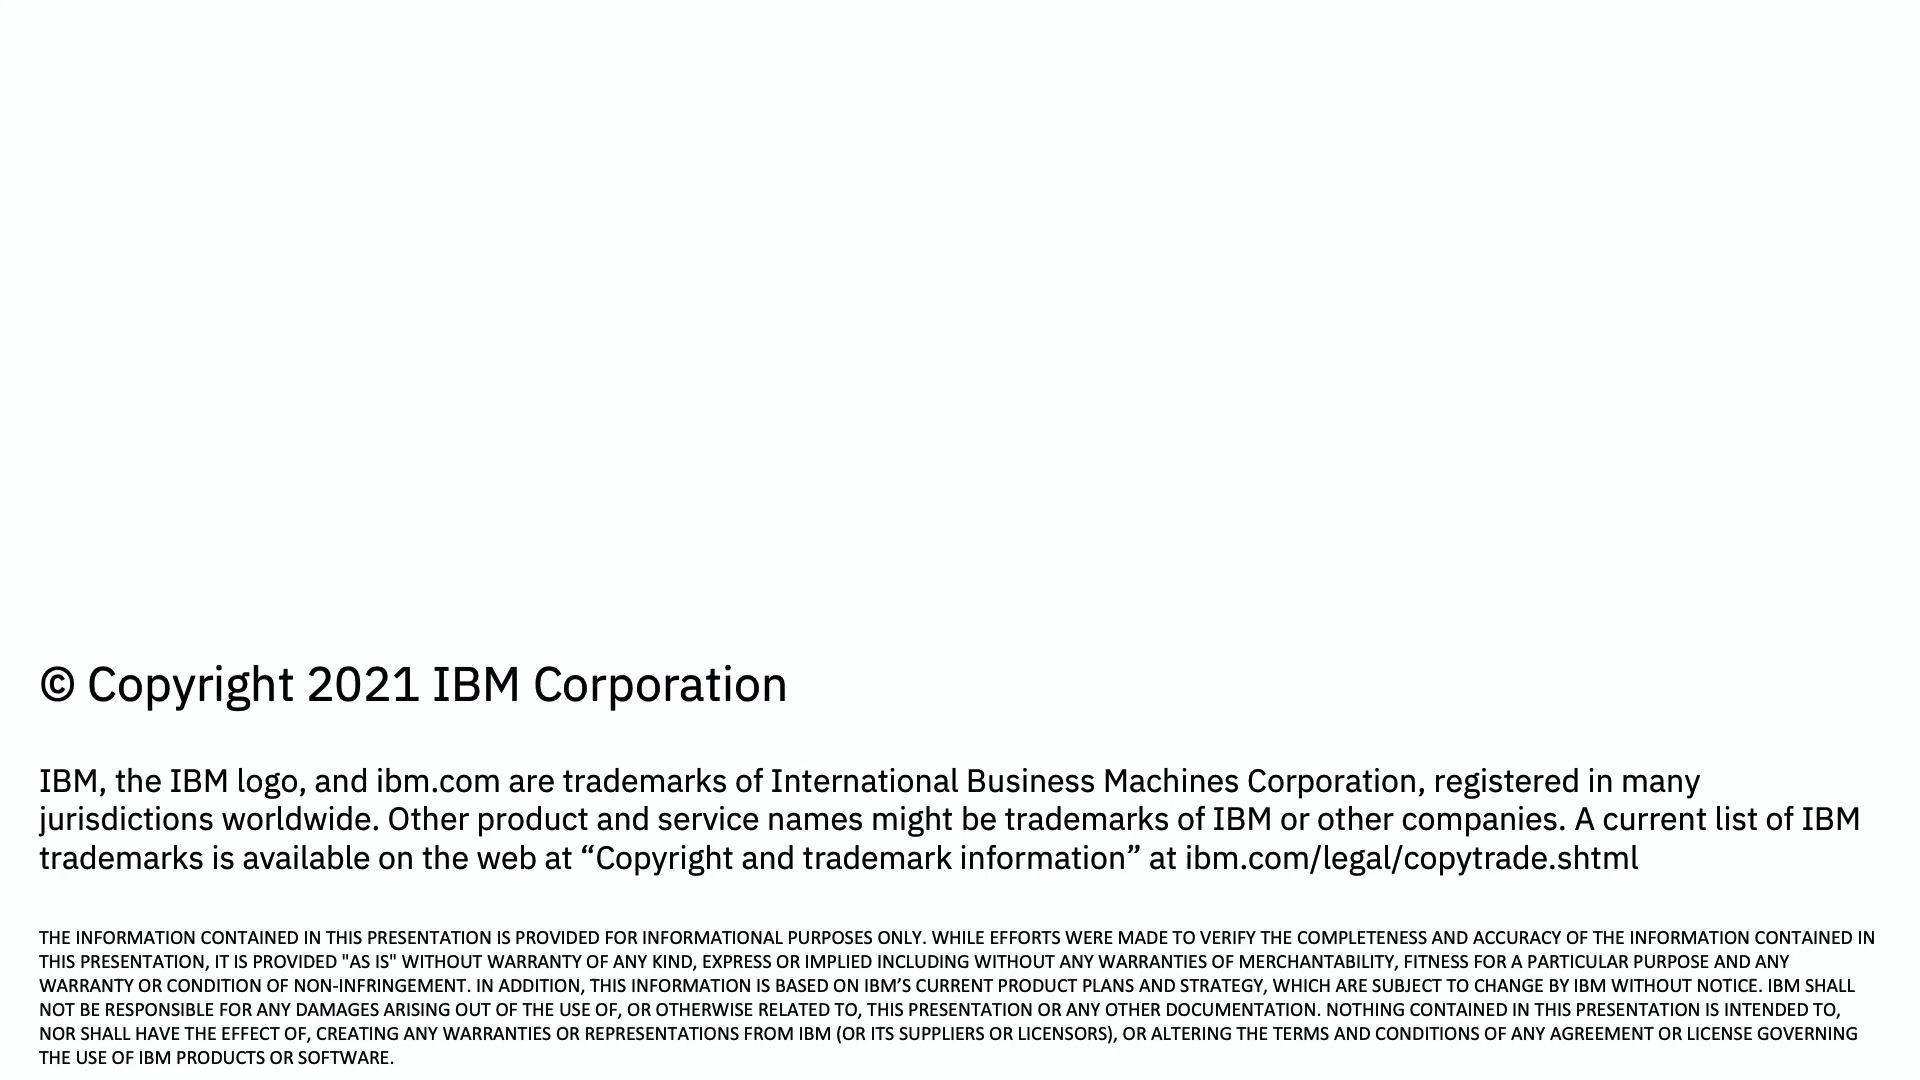 © Copyright 2021 IBM Corporation
IBM, the IBM logo, and ibm.com are trademarks of International Business Machines Corporation, registered in many
jurisdictions worldwide. Other product and service names might be trademarks of IBM or other companies. A current list of IBM
trademarks is available on the web at “Copyright and trademark information” at ibm.com/legal/copytrade.shtml
THE INFORMATION CONTAINED IN THIS PRESENTATION IS PROVIDED FOR INFORMATIONAL PURPOSES ONLY. WHILE EFFORTS WERE MADE TO VERIFY THE COMPLETENESS AND ACCURACY OF THE INFORMATION CONTAINED IN
THIS PRESENTATION, IT IS PROVIDED "AS IS" WITHOUT WARRANTY OF ANY KIND, EXPRESS OR IMPLIED INCLUDING WITHOUT ANY WARRANTIES OF MERCHANTABILITY, FITNESS FOR A PARTICULAR PURPOSE AND ANY
WARRANTY OR CONDITION OF NON-INFRINGEMENT. IN ADDITION, THIS INFORMATION IS BASED ON IBM’S CURRENT PRODUCT PLANS AND STRATEGY, WHICH ARE SUBJECT TO CHANGE BY IBM WITHOUT NOTICE. IBM SHALL
NOT BE RESPONSIBLE FOR ANY DAMAGES ARISING OUT OF THE USE OF, OR OTHERWISE RELATED TO, THIS PRESENTATION OR ANY OTHER DOCUMENTATION. NOTHING CONTAINED IN THIS PRESENTATION IS INTENDED TO,
NOR SHALL HAVE THE EFFECT OF, CREATING ANY WARRANTIES OR REPRESENTATIONS FROM IBM (OR ITS SUPPLIERS OR LICENSORS), OR ALTERING THE TERMS AND CONDITIONS OF ANY AGREEMENT OR LICENSE GOVERNING
THE USE OF IBM PRODUCTS OR SOFTWARE.